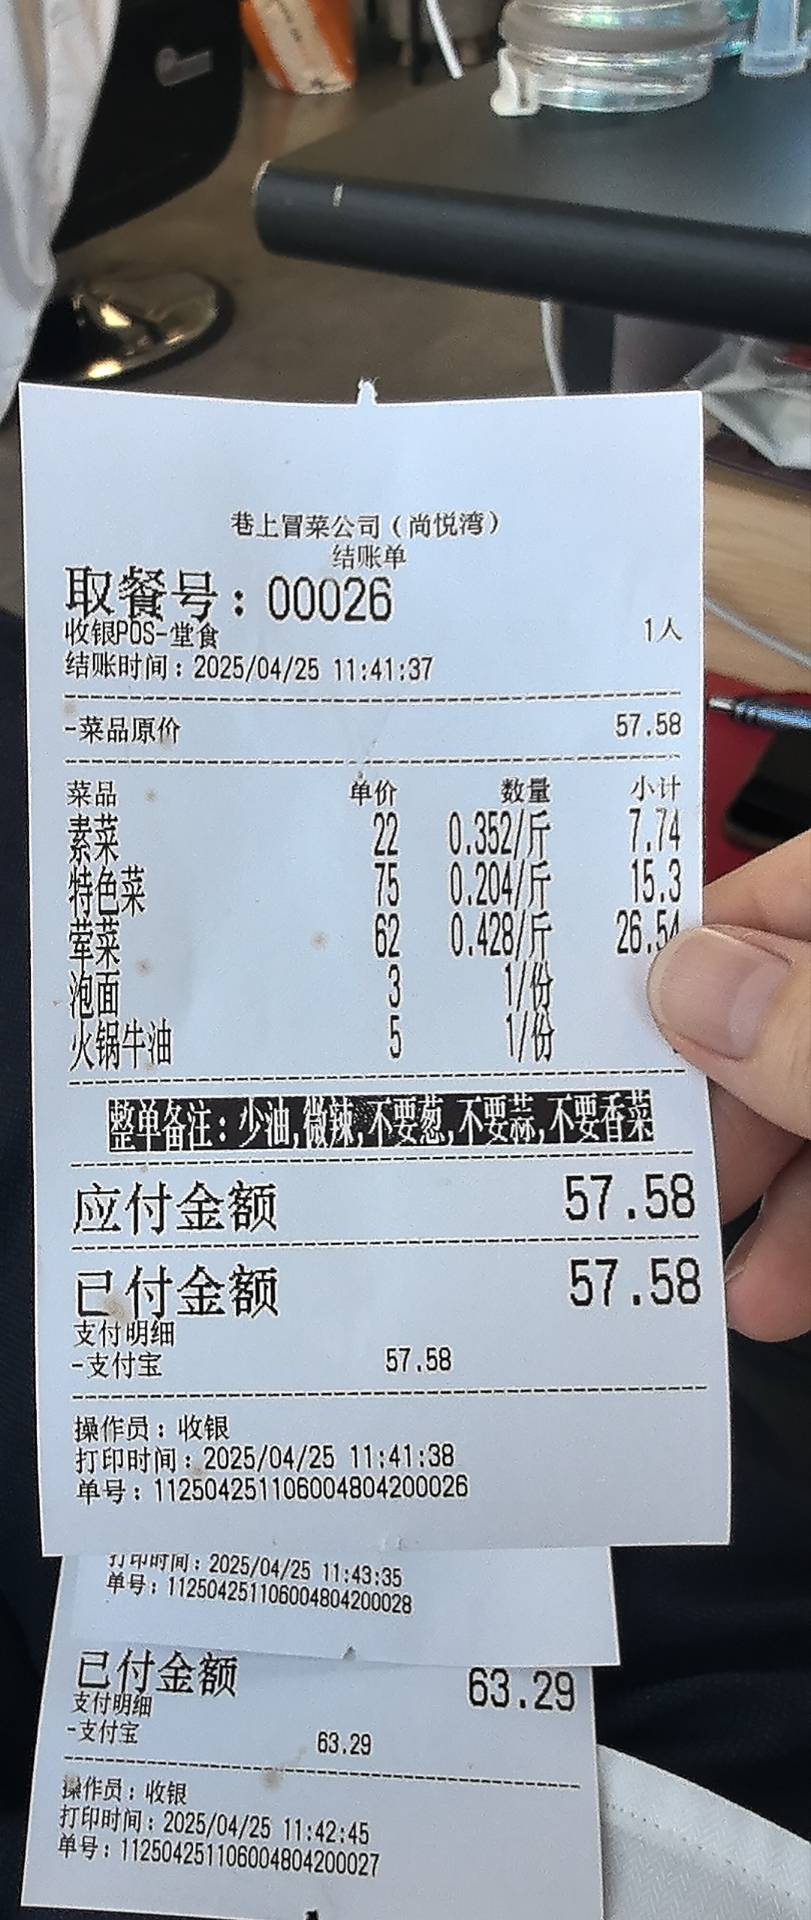 巷上冒菜公司（尚悦湾）
结账单
取餐号：00026
收银POS-堂食 1人
结账时间：2025/04/25 11:41:37
-菜品原价 57.58
菜品 单价 数量 小计
素菜 22 0.352/斤 7.74
特色菜 75 0.204/斤 15.3
荤菜 62 0.428/斤 26.54
泡面 3 1/份
火锅牛油 5 1/份
整单备注：少油,微辣,不要葱,不要蒜,不要香菜
应付金额 57.58
已付金额 57.58
支付明细
-支付宝 57.58
操作员：收银
打印时间：2025/04/25 11:41:38
单号：112504251106004804200026
打印时间：2025/04/25 11:43:35
单号：112504251106004804200028
已付金额 63.29
支付明细
-支付宝 63.29
操作员：收银
打印时间：2025/04/25 11:42:45
单号：112504251106004804200027